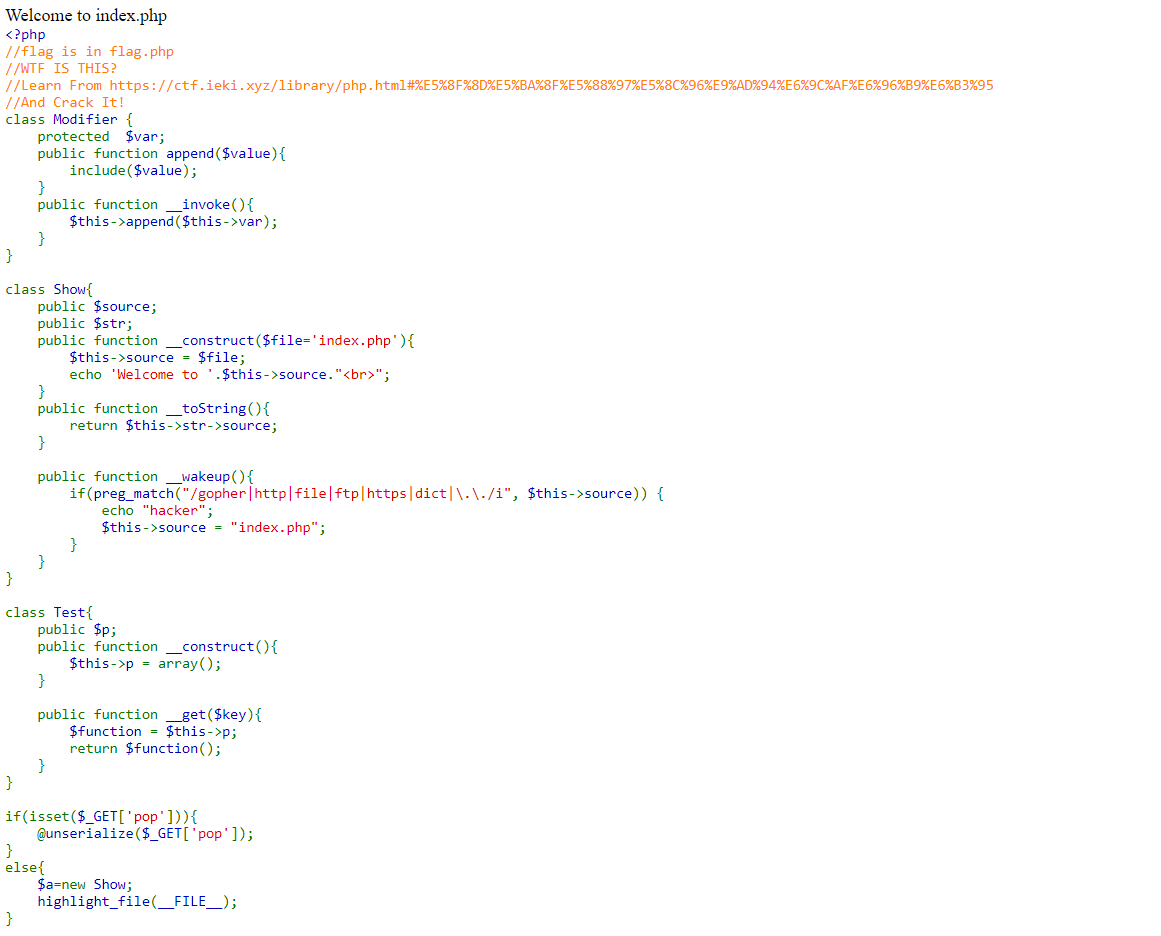 Welcome to index.php
<?php
//flag is in flag.php
//WTF IS THIS?
//Learn From https://ctf.ieki.xyz/library/php.html#%E5%8F%8D%E5%BA%8F%E5%88%97%E5%8C%96%E9%AD%94%E6%9C%AF%E6%96%B9%E6%B3%95
//And Crack It!
class Modifier {
    protected  $var;
    public function append($value){
        include($value);
    }
    public function __invoke(){
        $this->append($this->var);
    }
}

class Show{
    public $source;
    public $str;
    public function __construct($file='index.php'){
        $this->source = $file;
        echo 'Welcome to '.$this->source."<br>";
    }
    public function __toString(){
        return $this->str->source;
    }

    public function __wakeup(){
        if(preg_match("/gopher|http|file|ftp|https|dict|\.\./i", $this->source)) {
            echo "hacker";
            $this->source = "index.php";
        }
    }
}

class Test{
    public $p;
    public function __construct(){
        $this->p = array();
    }

    public function __get($key){
        $function = $this->p;
        return $function();
    }
}

if(isset($_GET['pop'])){
    @unserialize($_GET['pop']);
}
else{
    $a=new Show;
    highlight_file(__FILE__);
}